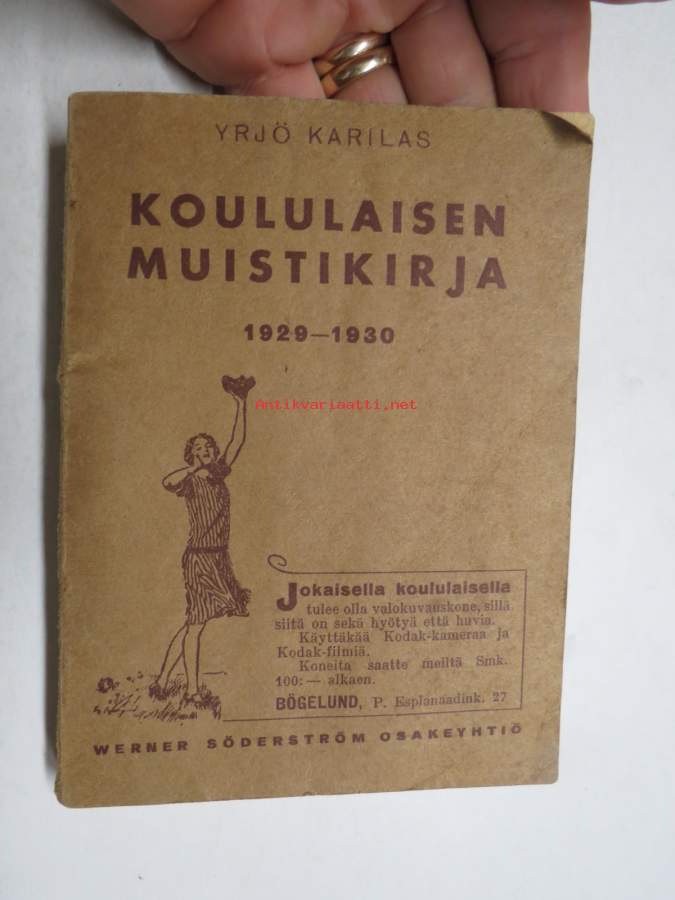 YRJÖ KARILAS
KOULULAISEN
MUISTIKIRJA
1929—1930
Antikvariaatti.net
Jokaisella koululaisella
tulee olla valokuvauskone, sillä
siitä on sekä hyötyä että huvia.
Käyttäkää Kodak-kameraa ja
Kodak-filmiä.
Koneita saatte meiltä Smk.
100:— alkaen.
BÖGELUND, P. Esplanaadink. 27
WERNER SÖDERSTRÖM OSAKEYHTIÖ